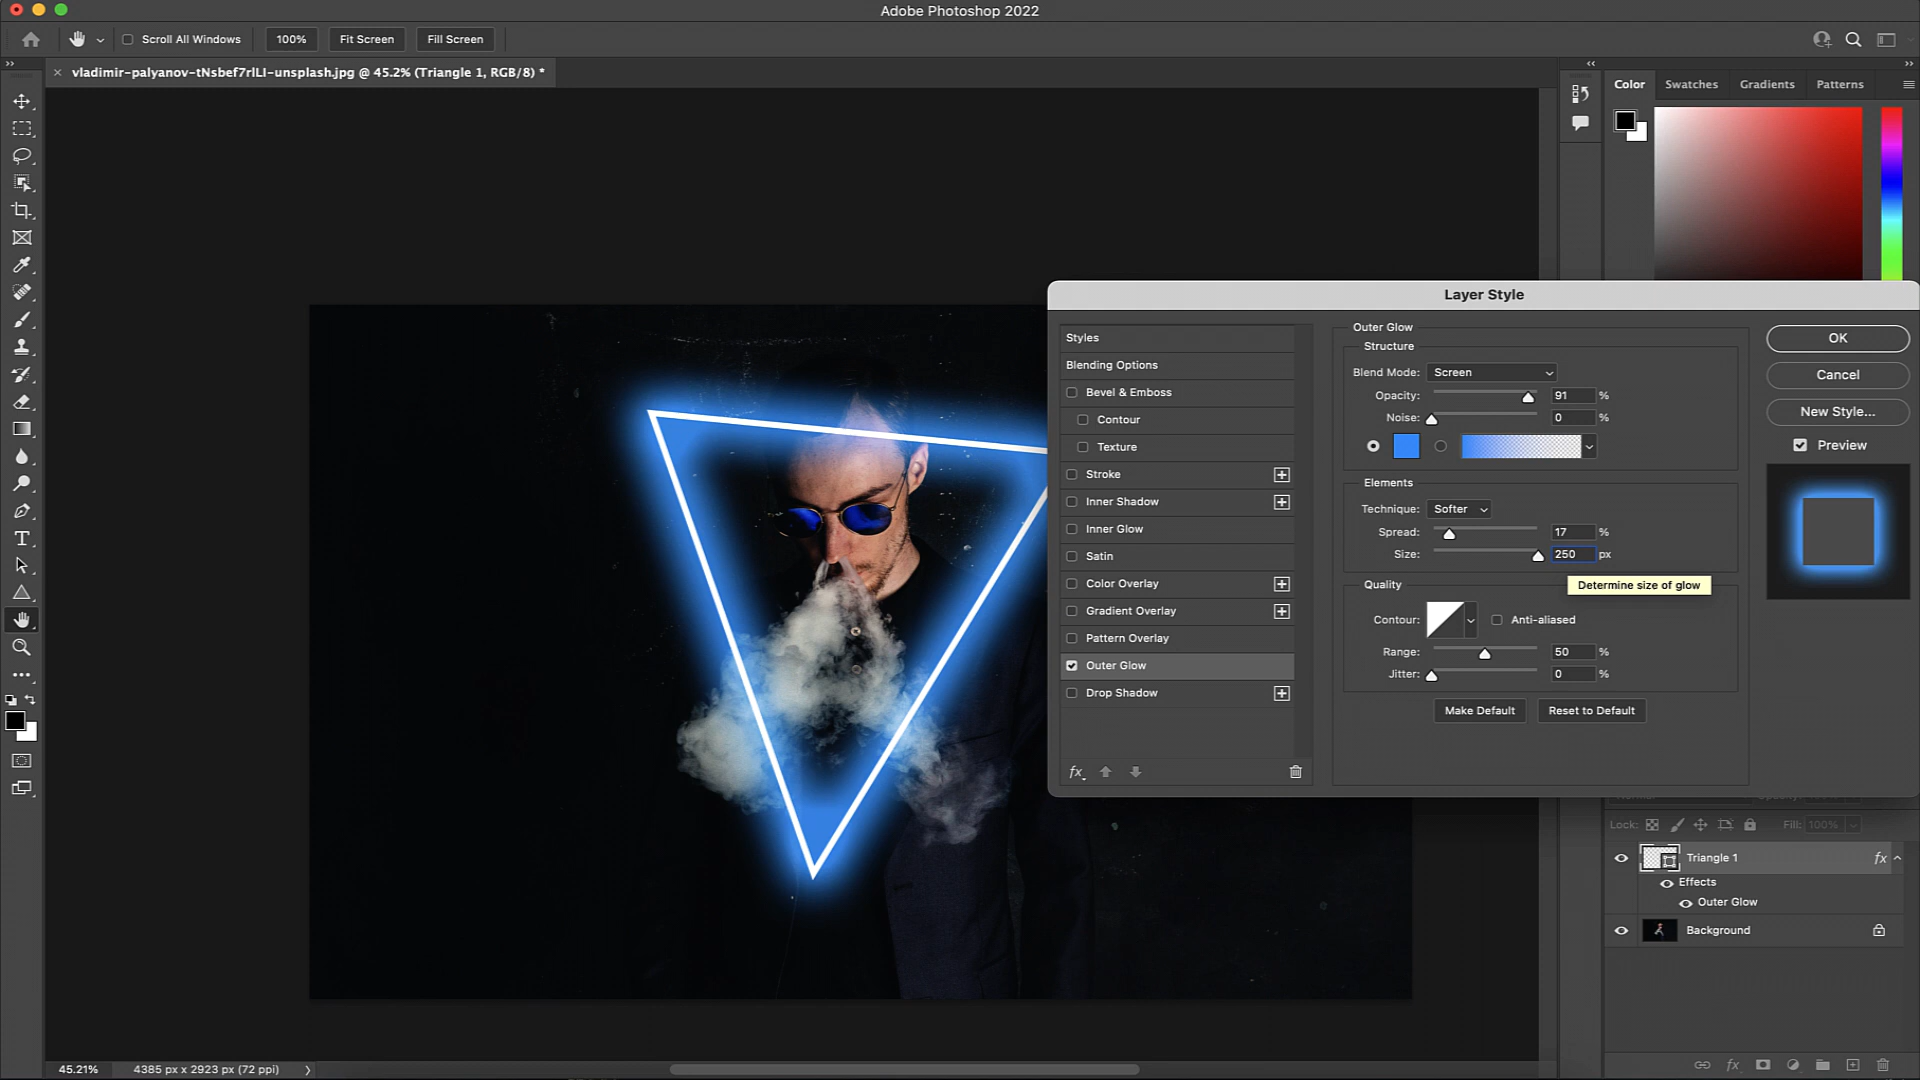 Adobe Photoshop 2022
Scroll All Windows 100% Fit Screen Fill Screen
vladimir-palyanov-tNsbef7rlLI-unsplash.jpg @ 45.2% (Triangle 1, RGB/8) *
Color Swatches Gradients Patterns
Layer Style
Styles
Blending Options
Bevel & Emboss
Contour
Texture
Stroke
Inner Shadow
Inner Glow
Satin
Color Overlay
Gradient Overlay
Pattern Overlay
Outer Glow
Drop Shadow
fx
Outer Glow
Structure
Blend Mode: Screen
Opacity: 91 %
Noise: 0 %
Elements
Technique: Softer
Spread: 17 %
Size: 250 px
Determine size of glow
Quality
Contour: Anti-aliased
Range: 50 %
Jitter: 0 %
Make Default Reset to Default
OK
Cancel
New Style...
Preview
Lock: Fill: 100%
Triangle 1 fx
Effects
Outer Glow
Background
fx
45.21% 4385 px x 2923 px (72 ppi)